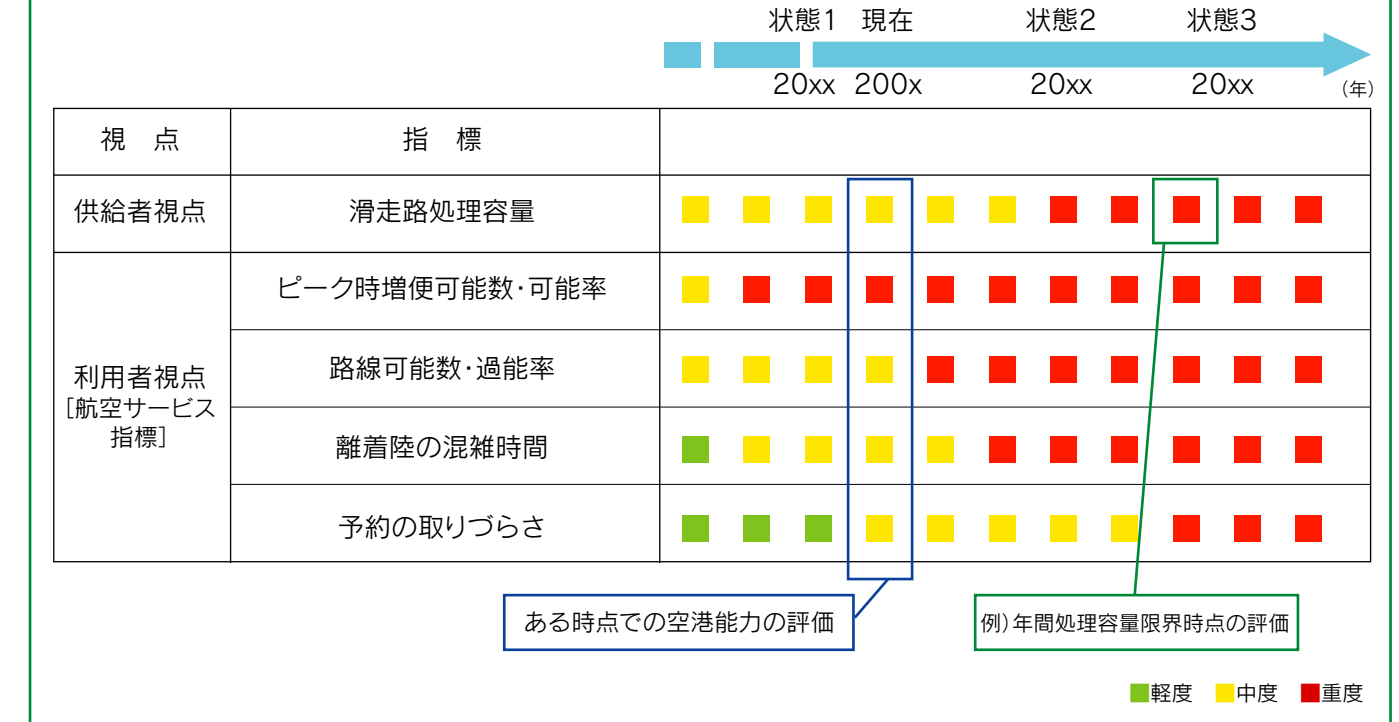 状態1 現在 状態2 状態3
20xx 200x 20xx 20xx (年)
視 点 指 標
供給者視点 滑走路処理容量
ピーク時増便可能数・可能率
路線可能数・過能率
利用者視点
[航空サービス
指標]
離着陸の混雑時間
予約の取りづらさ
ある時点での空港能力の評価
例)年間処理容量限界時点の評価
軽度 中度 重度